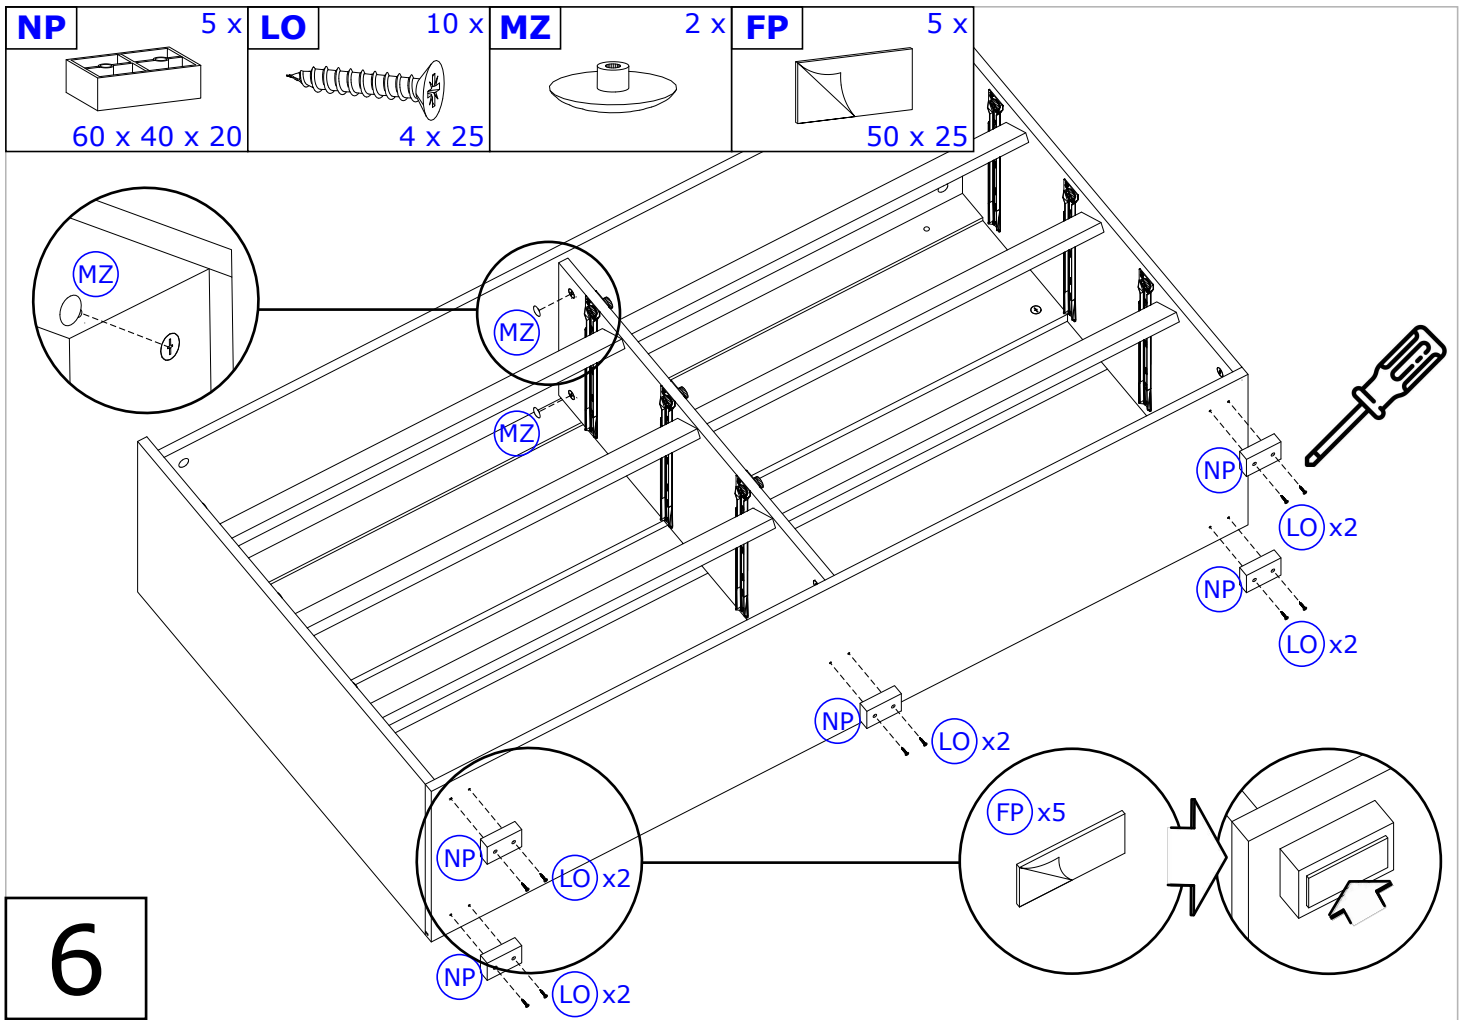 NP 5 x
60 x 40 x 20
LO 10 x
4 x 25
MZ 2 x
FP 5 x
50 x 25
MZ
MZ
MZ
NP
LO x2
NP
LO x2
NP
LO x2
FP x5
NP
LO x2
NP
LO x2
6